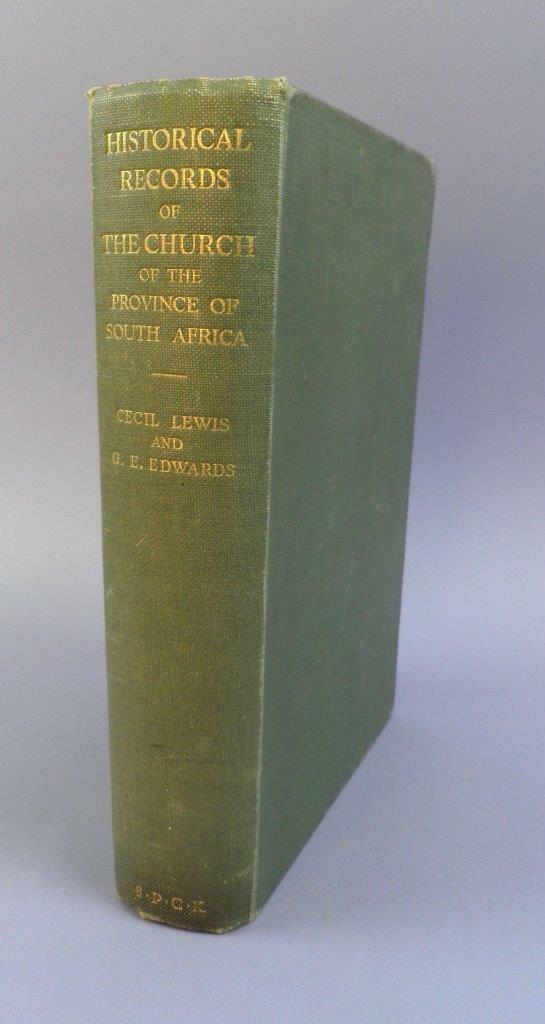 HISTORICAL
RECORDS
OF
THE CHURCH
OF THE
PROVINCE OF
SOUTH AFRICA
CECIL LEWIS
AND
G. E. EDWARDS
S·P·C·K